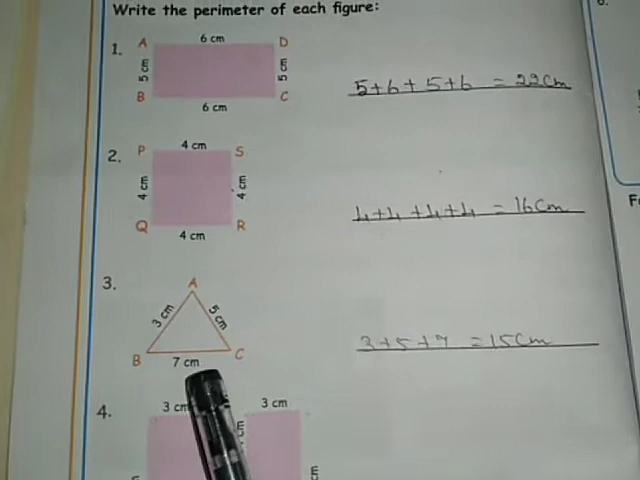 Write the perimeter of each figure:
1.
A 6 cm D
5 cm 5 cm
B 6 cm C
5+6+5+6 = 22cm
2.
P 4 cm S
4 cm 4 cm
Q 4 cm R
4+4+4+4 = 16cm
3.
A
3 cm 5 cm
B 7 cm C
3+5+7 = 15cm
4.
3 cm 3 cm